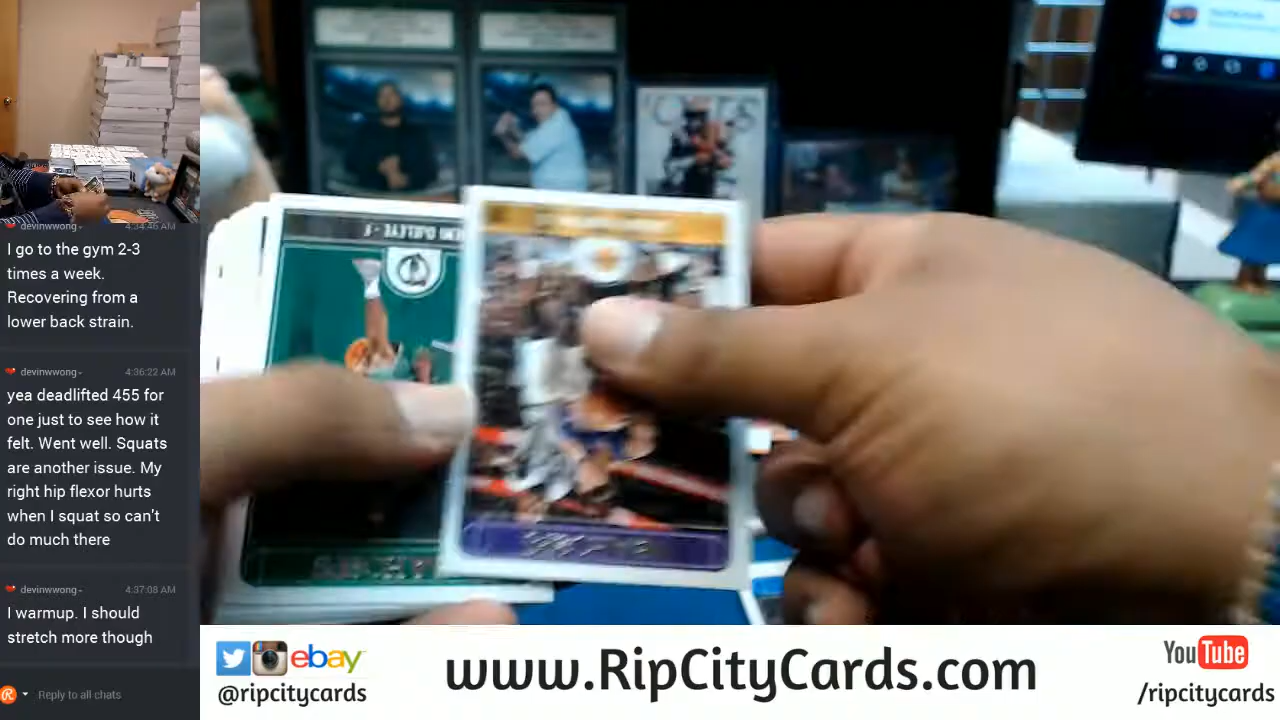 devinwwong- 4:34:46 AM
I go to the gym 2-3
times a week.
Recovering from a
lower back strain.
devinwwong- 4:36:22 AM
yea deadlifted 455 for
one just to see how it
felt. Went well. Squats
are another issue. My
right hip flexor hurts
when I squat so can't
do much there
devinwwong- 4:37:08 AM
I warmup. I should
stretch more though
Reply to all chats
ebay
@ripcitycards
www.RipCityCards.com
YouTube
/ripcitycards